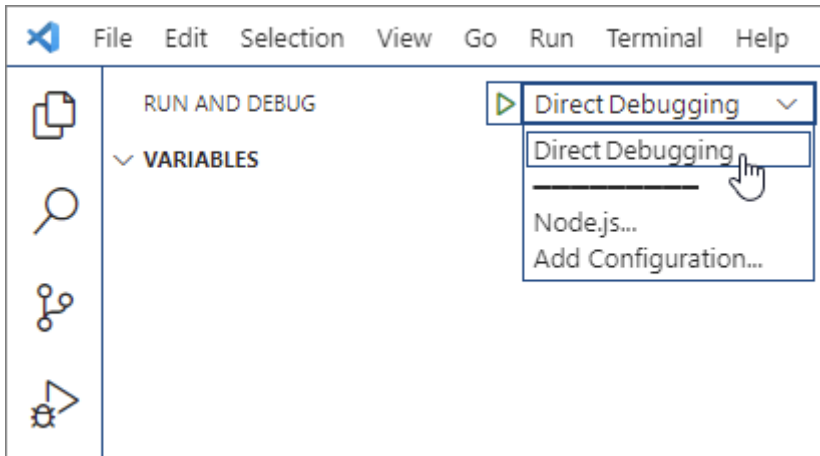 File Edit Selection View Go Run Terminal Help
RUN AND DEBUG
Direct Debugging
VARIABLES
Direct Debugging
Node.js...
Add Configuration...